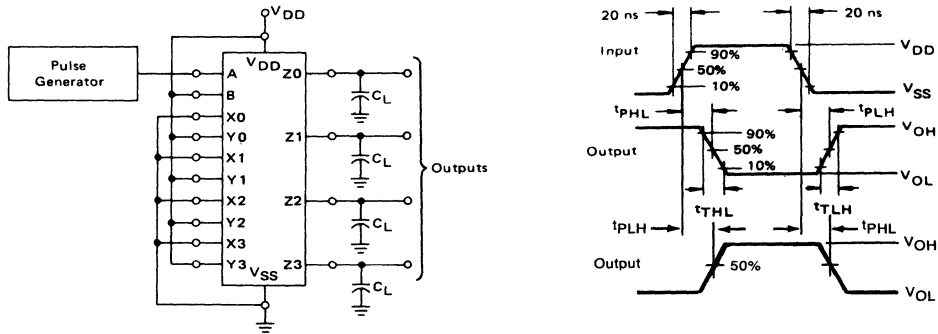 VDD
Pulse
Generator
VDD
A
B
X0
Y0
X1
Y1
X2
Y2
X3
Y3
VSS
Z0
Z1
Z2
Z3
CL
CL
CL
CL
Outputs
20 ns
20 ns
Input
90%
50%
10%
VDD
VSS
tPHL
tPLH
Output
90%
50%
10%
VOH
VOL
tTHL
tTLH
tPLH
tPHL
Output
50%
VOH
VOL